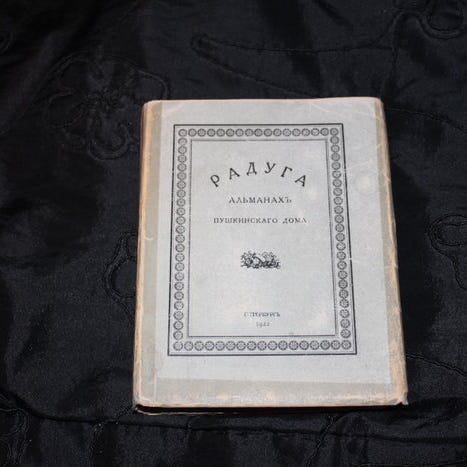 РАДУГА
АЛЬМАНАХЪ
ПУШКИНСКАГО ДОМА
ПЕТЕРБУРГЪ
1922